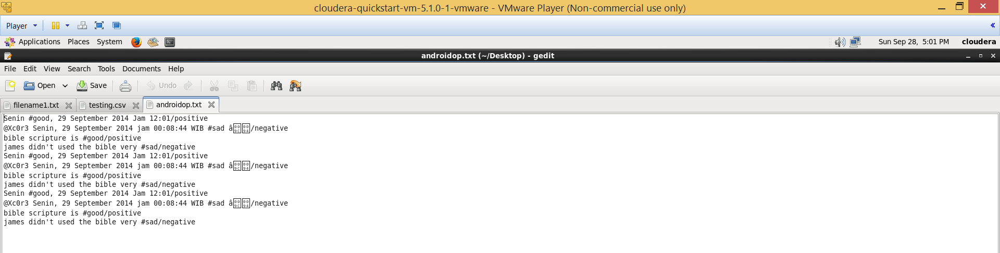 cloudera-quickstart-vm-5.1.0-1-vmware - VMware Player (Non-commercial use only)
Player
Applications Places System Sun Sep 28, 5:01 PM cloudera
androidop.txt (~/Desktop) - gedit
File Edit View Search Tools Documents Help
Open Save Undo
filename1.txt testing.csv androidop.txt
Senin #good, 29 September 2014 Jam 12:01/positive
@Xc0r3 Senin, 29 September 2014 jam 00:08:44 WIB #sad â/negative
bible scripture is #good/positive
james didn't used the bible very #sad/negative
Senin #good, 29 September 2014 Jam 12:01/positive
@Xc0r3 Senin, 29 September 2014 jam 00:08:44 WIB #sad â/negative
bible scripture is #good/positive
james didn't used the bible very #sad/negative
Senin #good, 29 September 2014 Jam 12:01/positive
@Xc0r3 Senin, 29 September 2014 jam 00:08:44 WIB #sad â/negative
bible scripture is #good/positive
james didn't used the bible very #sad/negative